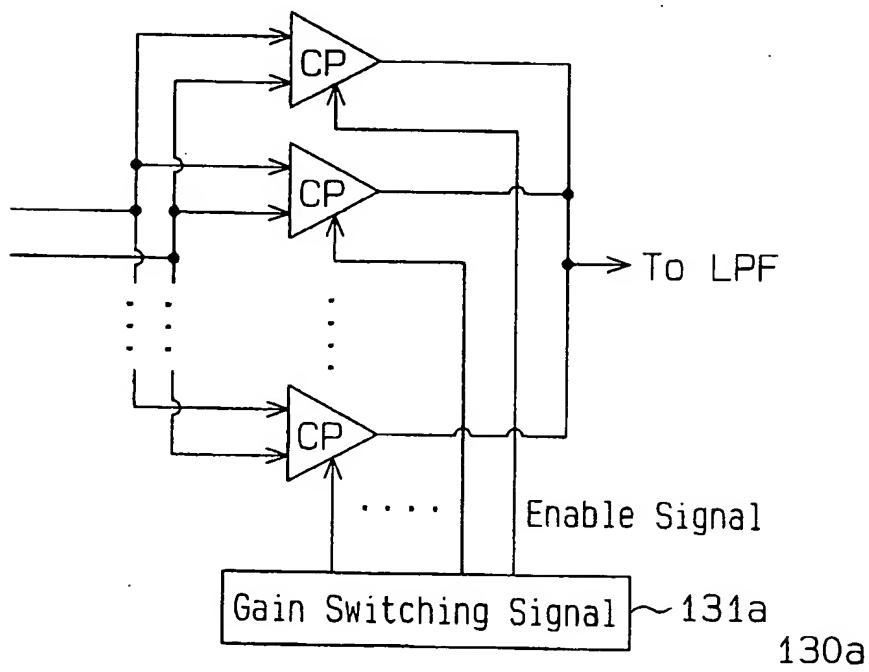 CP
CP
To LPF
CP
Enable Signal
Gain Switching Signal
131a
130a